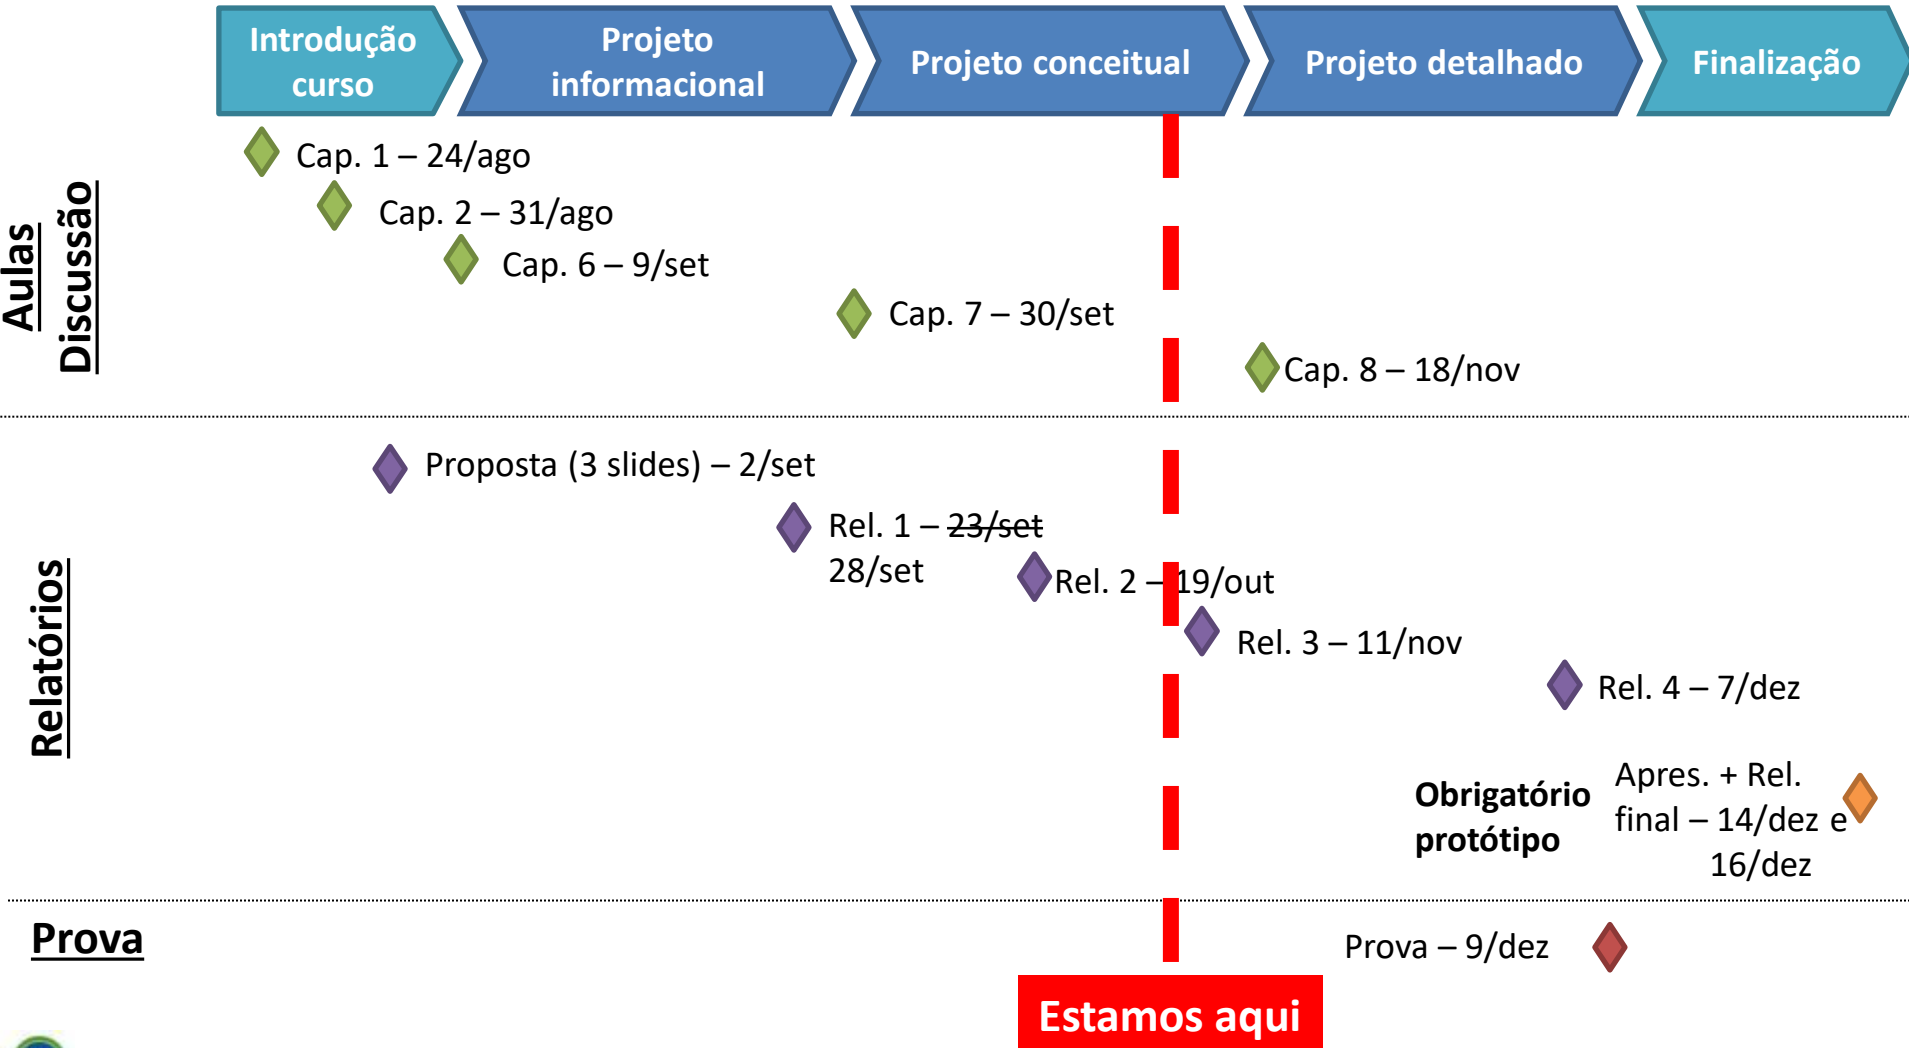 Introdução
curso
Projeto
informacional
Projeto conceitual
Projeto detalhado
Finalização
Aulas
Discussão
Cap. 1 – 24/ago
Cap. 2 – 31/ago
Cap. 6 – 9/set
Cap. 7 – 30/set
Cap. 8 – 18/nov
Relatórios
Proposta (3 slides) – 2/set
Rel. 1 – 23/set
28/set
Rel. 2 – 19/out
Rel. 3 – 11/nov
Rel. 4 – 7/dez
Obrigatório
protótipo
Apres. + Rel.
final – 14/dez e
16/dez
Prova
Prova – 9/dez
Estamos aqui